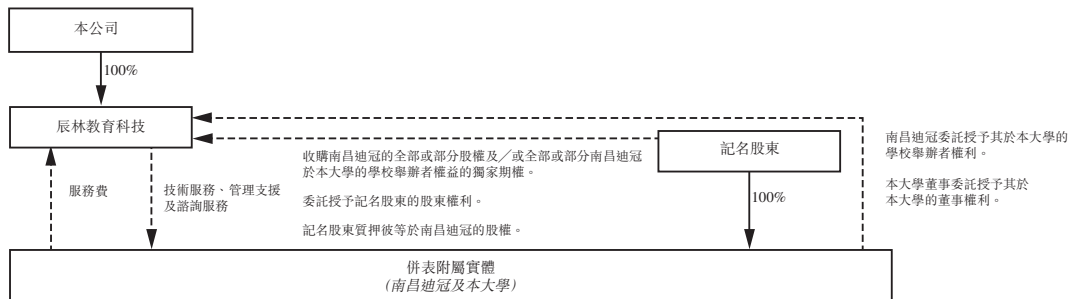 本公司
100%
辰林教育科技
記名股東
收購南昌迪冠的全部或部分股權及／或全部或部分南昌迪冠
於本大學的學校舉辦者權益的獨家期權。
委託授予記名股東的股東權利。
記名股東質押彼等於南昌迪冠的股權。
南昌迪冠委託授予其於本大學的
學校舉辦者權利。
本大學董事委託授予其於
本大學的董事權利。
服務費
技術服務、管理支援
及諮詢服務
100%
併表附屬實體
(南昌迪冠及本大學)